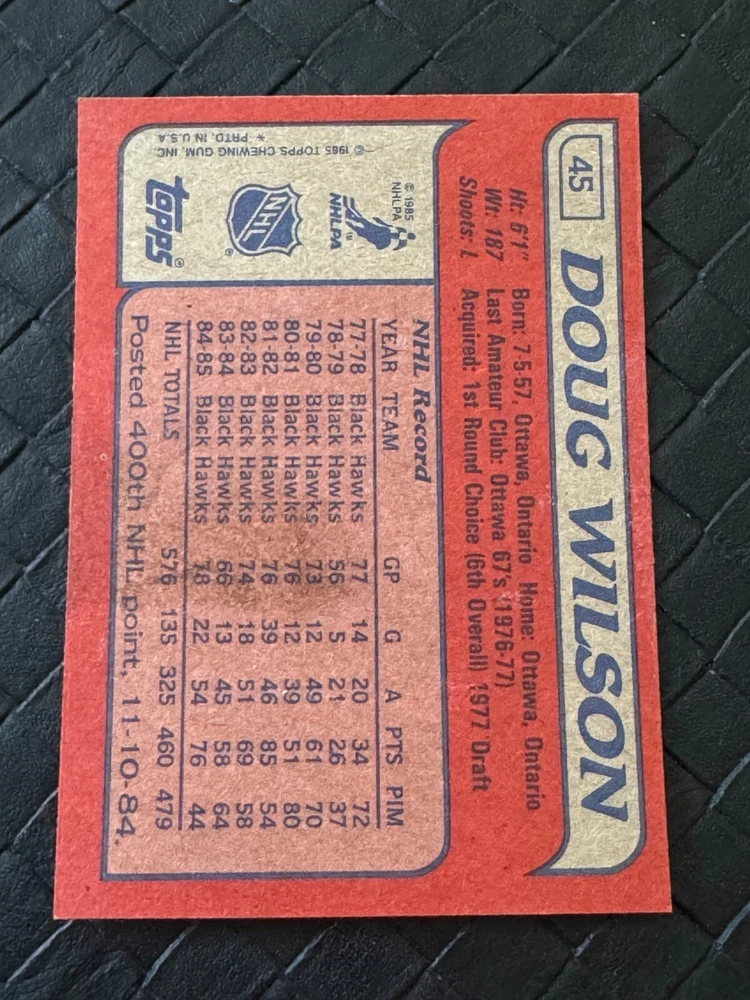 45
DOUG WILSON
Ht: 6'1" Born: 7-5-57, Ottawa, Ontario Home: Ottawa, Ontario
Wt: 187 Last Amateur Club: Ottawa 67's (1976-77)
Shoots: L Acquired: 1st Round Choice (6th Overall) 1977 Draft
© 1985 NHLPA
NHLPA TM
NHL ®
topps ®
© 1985 TOPPS CHEWING GUM, INC.
* PRTD. IN U.S.A
NHL Record
YEAR TEAM GP G A PTS PIM
77-78 Black Hawks 77 14 20 34 72
78-79 Black Hawks 56 5 21 26 37
79-80 Black Hawks 73 12 49 61 70
80-81 Black Hawks 76 12 39 51 80
81-82 Black Hawks 76 39 46 85 54
82-83 Black Hawks 74 18 51 69 58
83-84 Black Hawks 66 13 45 58 64
84-85 Black Hawks 78 22 54 76 44
NHL TOTALS 576 135 325 460 479
Posted 400th NHL point, 11-10-84.